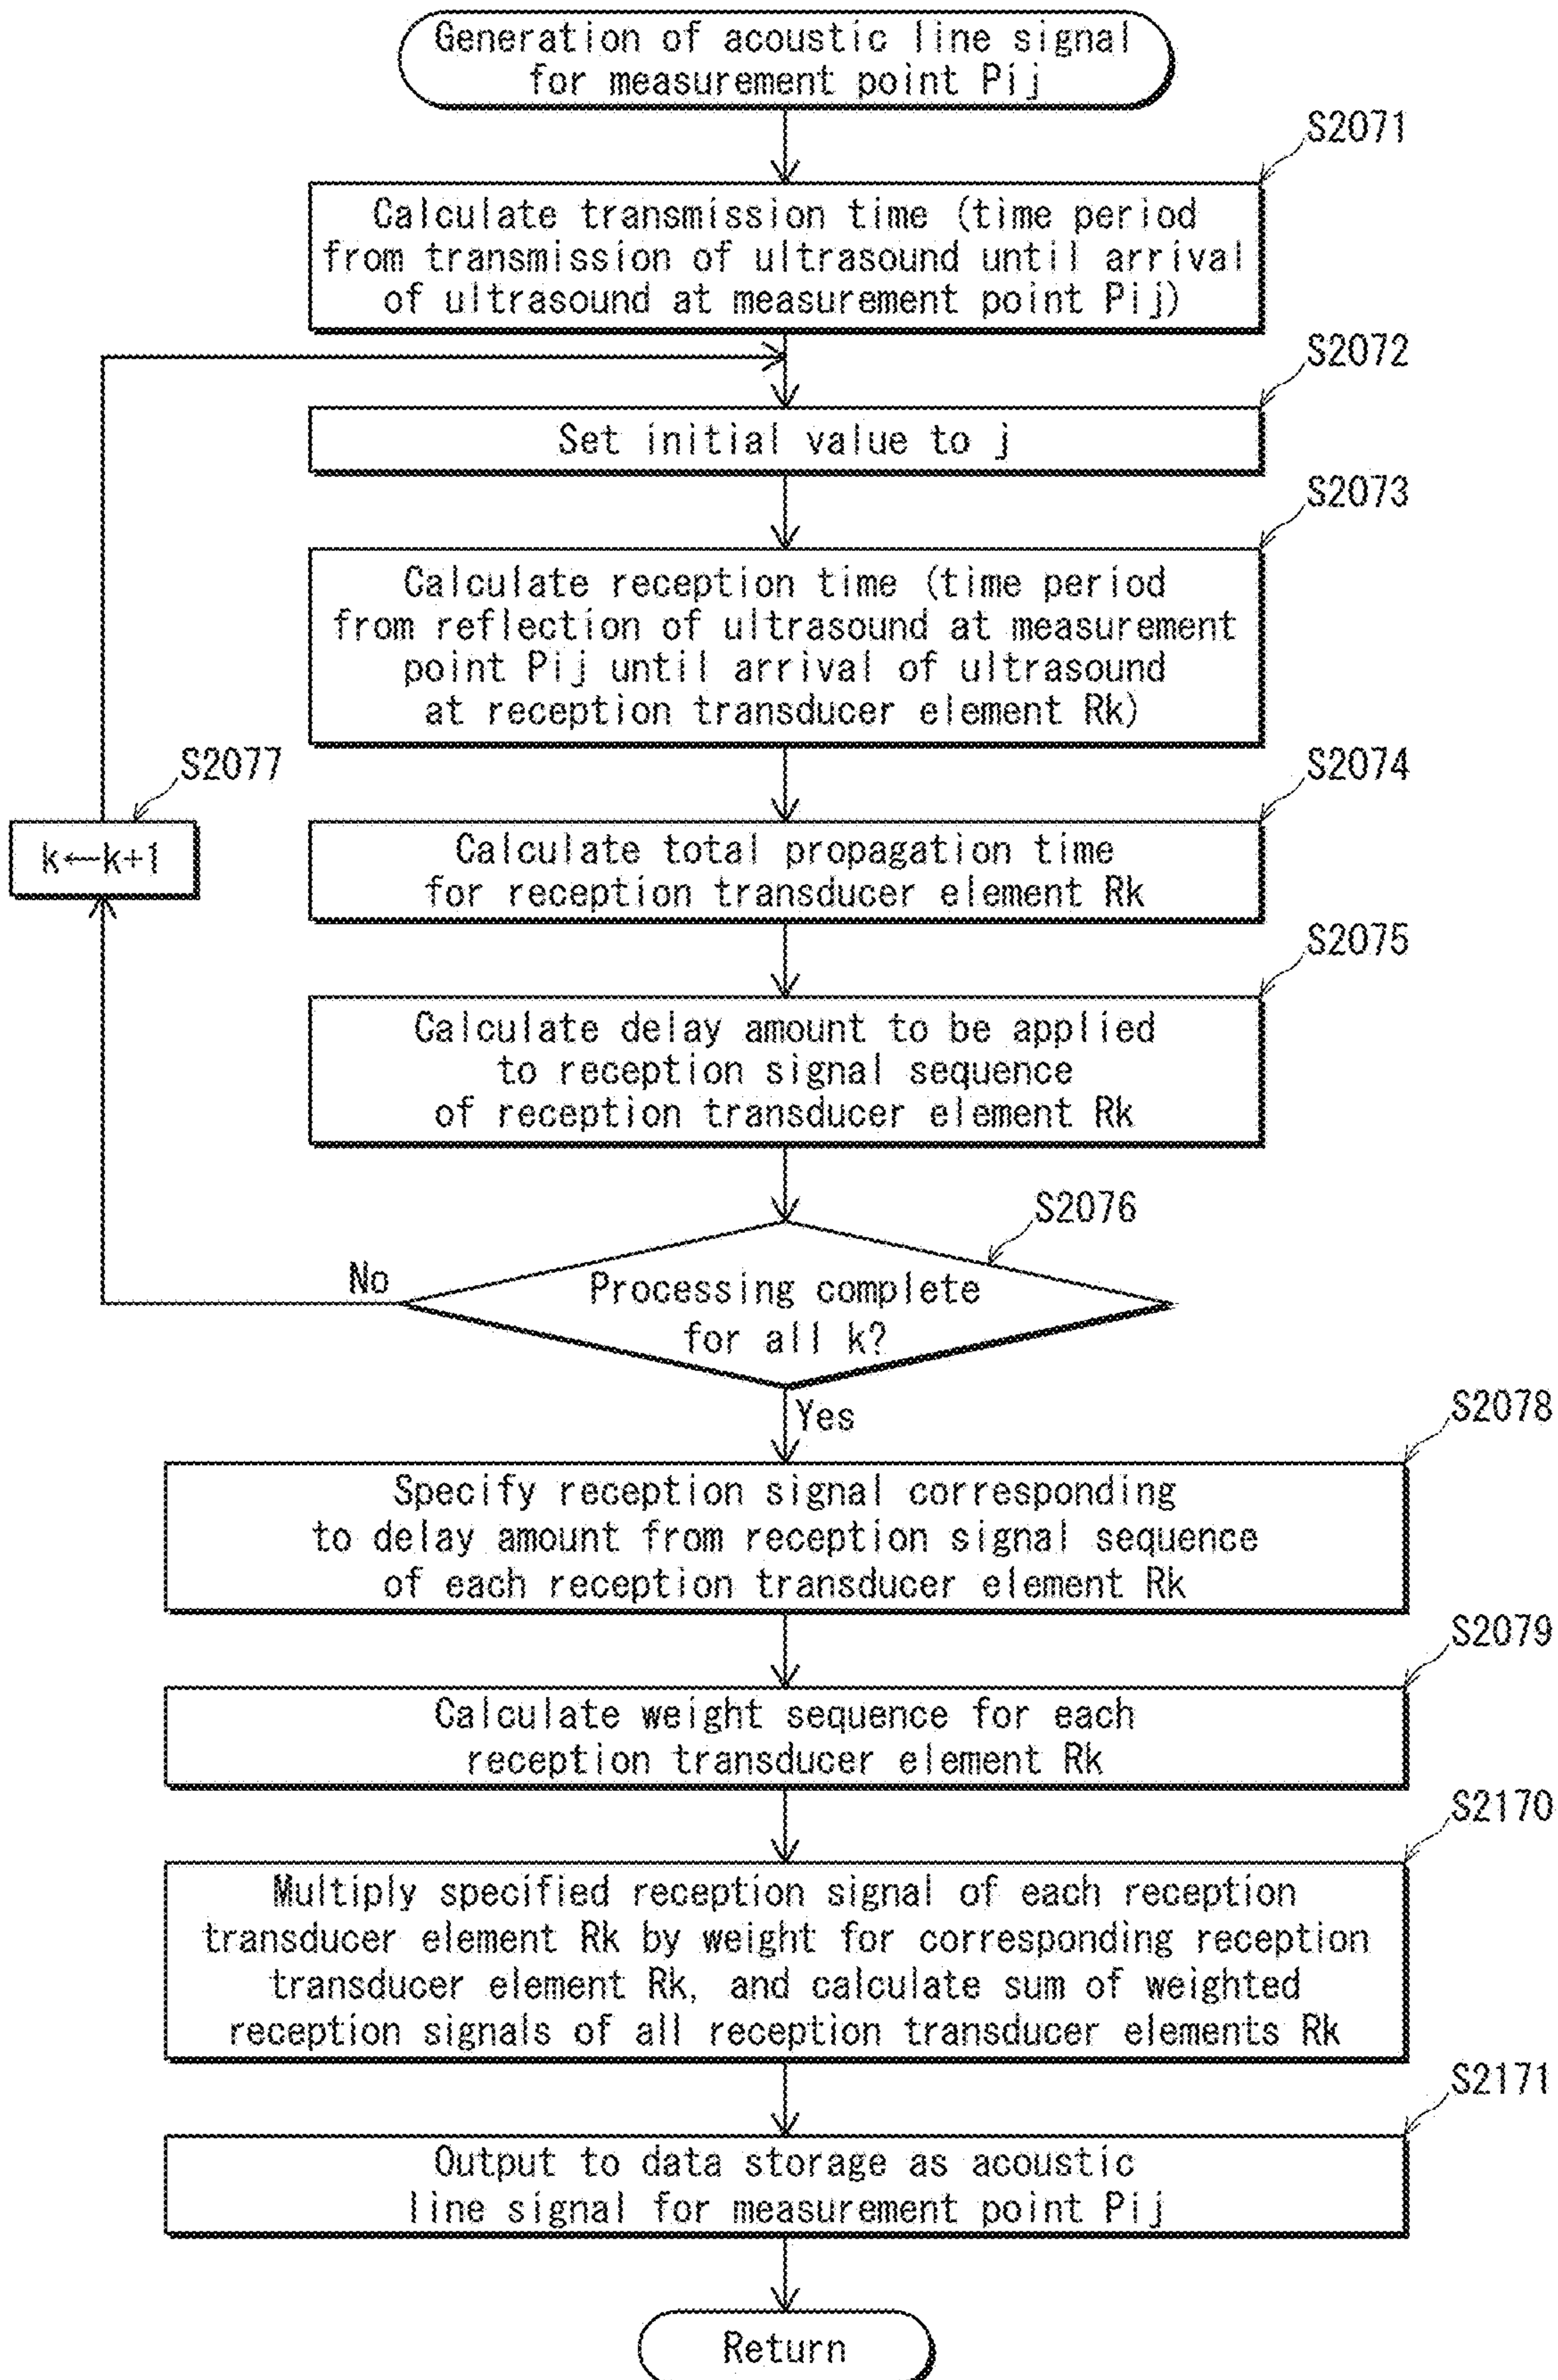 Generation of acoustic line signal
for measurement point Pij
S2071
Calculate transmission time (time period
from transmission of ultrasound until arrival
of ultrasound at measurement point Pij)
S2072
Set initial value to j
S2073
Calculate reception time (time period
from reflection of ultrasound at measurement
point Pij until arrival of ultrasound
at reception transducer element Rk)
S2077
k←k+1
S2074
Calculate total propagation time
for reception transducer element Rk
S2075
Calculate delay amount to be applied
to reception signal sequence
of reception transducer element Rk
S2076
No
Processing complete
for all k?
Yes
S2078
Specify reception signal corresponding
to delay amount from reception signal sequence
of each reception transducer element Rk
S2079
Calculate weight sequence for each
reception transducer element Rk
S2170
Multiply specified reception signal of each reception
transducer element Rk by weight for corresponding reception
transducer element Rk, and calculate sum of weighted
reception signals of all reception transducer elements Rk
S2171
Output to data storage as acoustic
line signal for measurement point Pij
Return